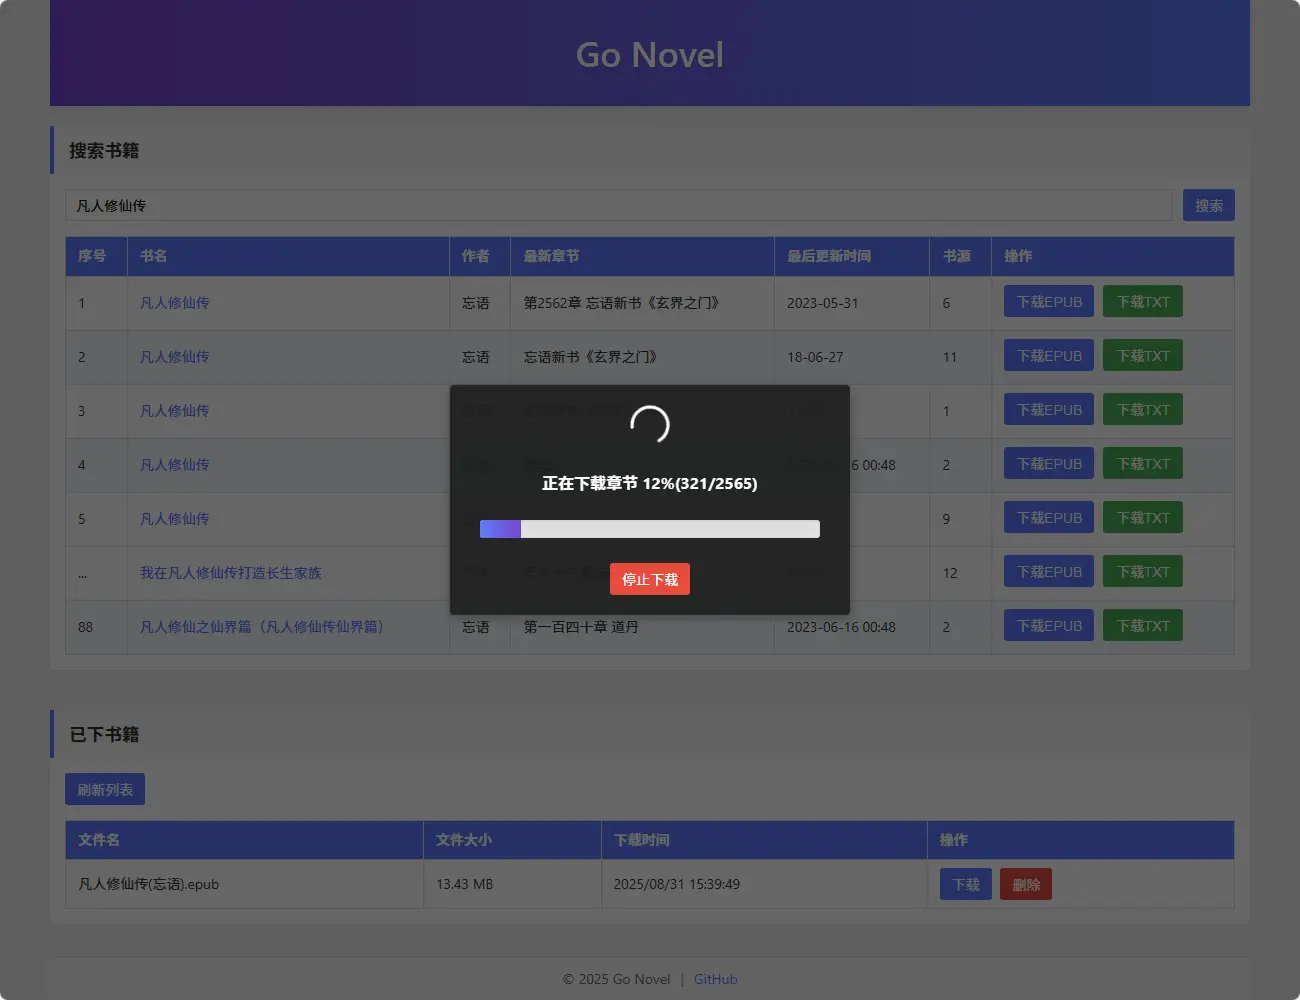 Go Novel
搜索书籍
凡人修仙传 搜索
序号 书名 作者 最新章节 最后更新时间 书源 操作
1 凡人修仙传 忘语 第2562章 忘语新书《玄界之门》 2023-05-31 6 下载EPUB 下载TXT
2 凡人修仙传 忘语 忘语新书《玄界之门》 18-06-27 11 下载EPUB 下载TXT
3 凡人修仙传 1 下载EPUB 下载TXT
4 凡人修仙传 00:48 2 下载EPUB 下载TXT
正在下载章节 12%(321/2565)
5 凡人修仙传 9 下载EPUB 下载TXT
... 我在凡人修仙传打造长生家族 12 下载EPUB 下载TXT
停止下载
88 凡人修仙之仙界篇（凡人修仙传仙界篇） 忘语 第一百四十章 道丹 2023-06-16 00:48 2 下载EPUB 下载TXT
已下书籍
刷新列表
文件名 文件大小 下载时间 操作
凡人修仙传(忘语).epub 13.43 MB 2025/08/31 15:39:49 下载 删除
© 2025 Go Novel | GitHub